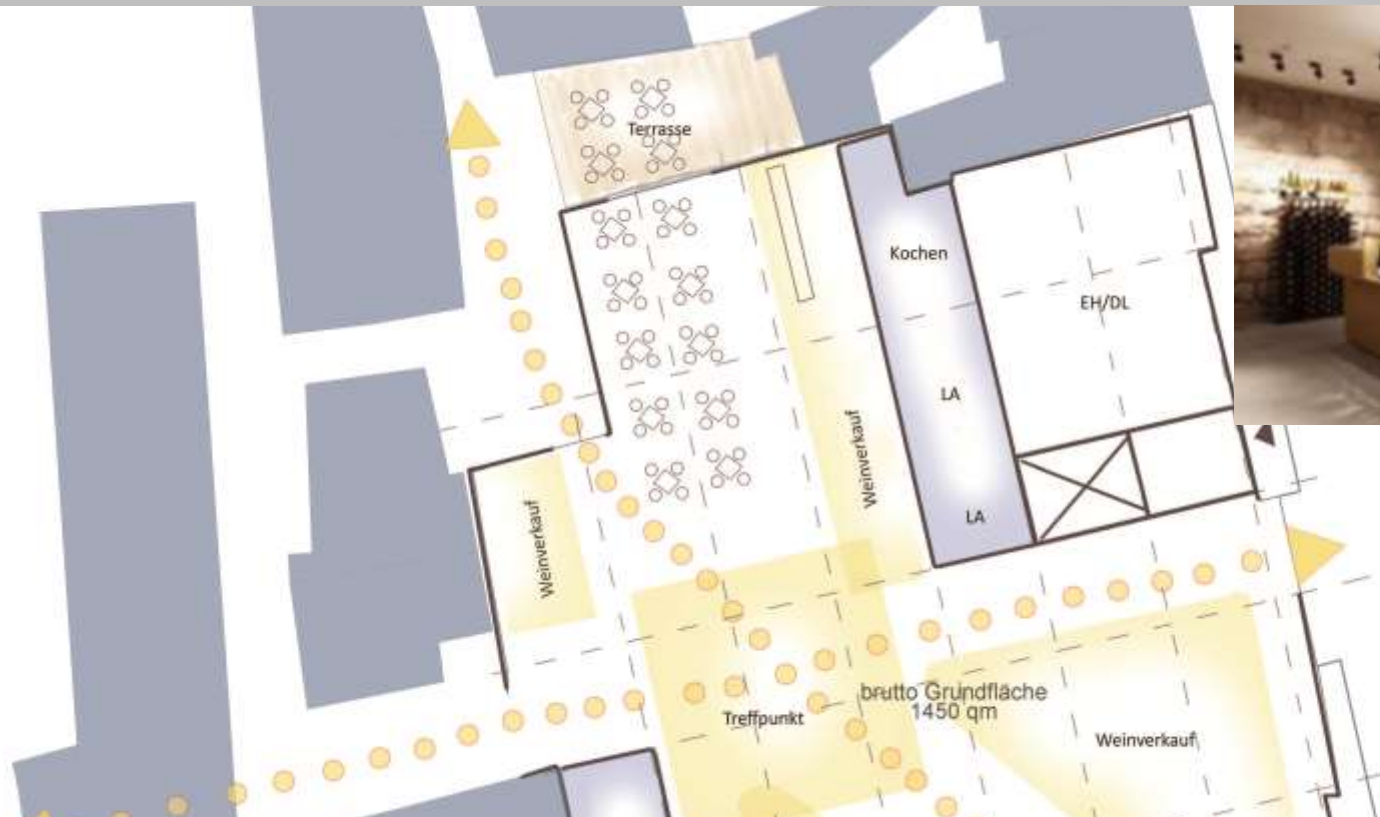 Terrasse
Kochen
EH/DL
LA
Weinverkauf
LA
Weinverkauf
brutto Grundfläche
1450 qm
Treffpunkt
Weinverkauf